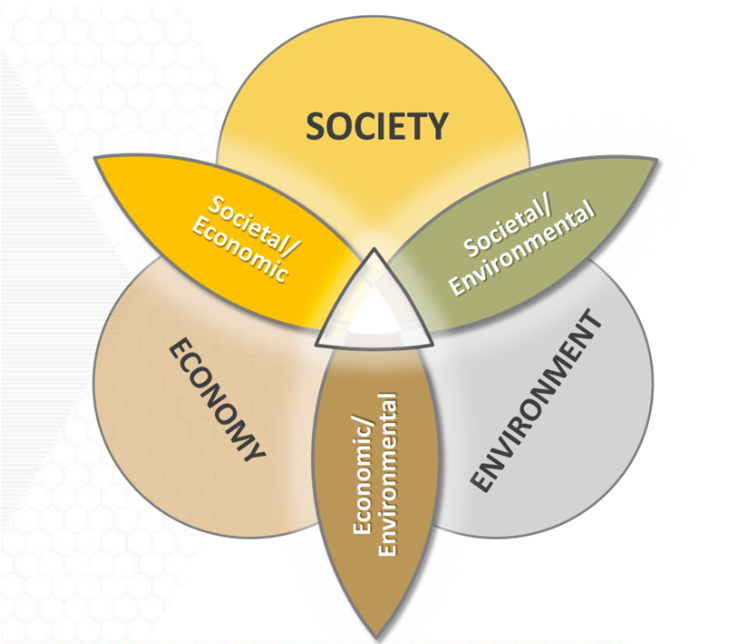 SOCIETY
Societal/
Economic
Societal/
Environmental
ECONOMY
ENVIRONMENT
Economic/
Environmental